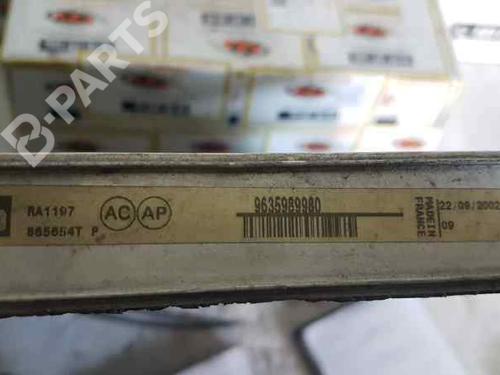 B-PARTS
RA1197
865654T P
AC AP
9635969980
MADE IN
FRANCE
22/09/2002
09